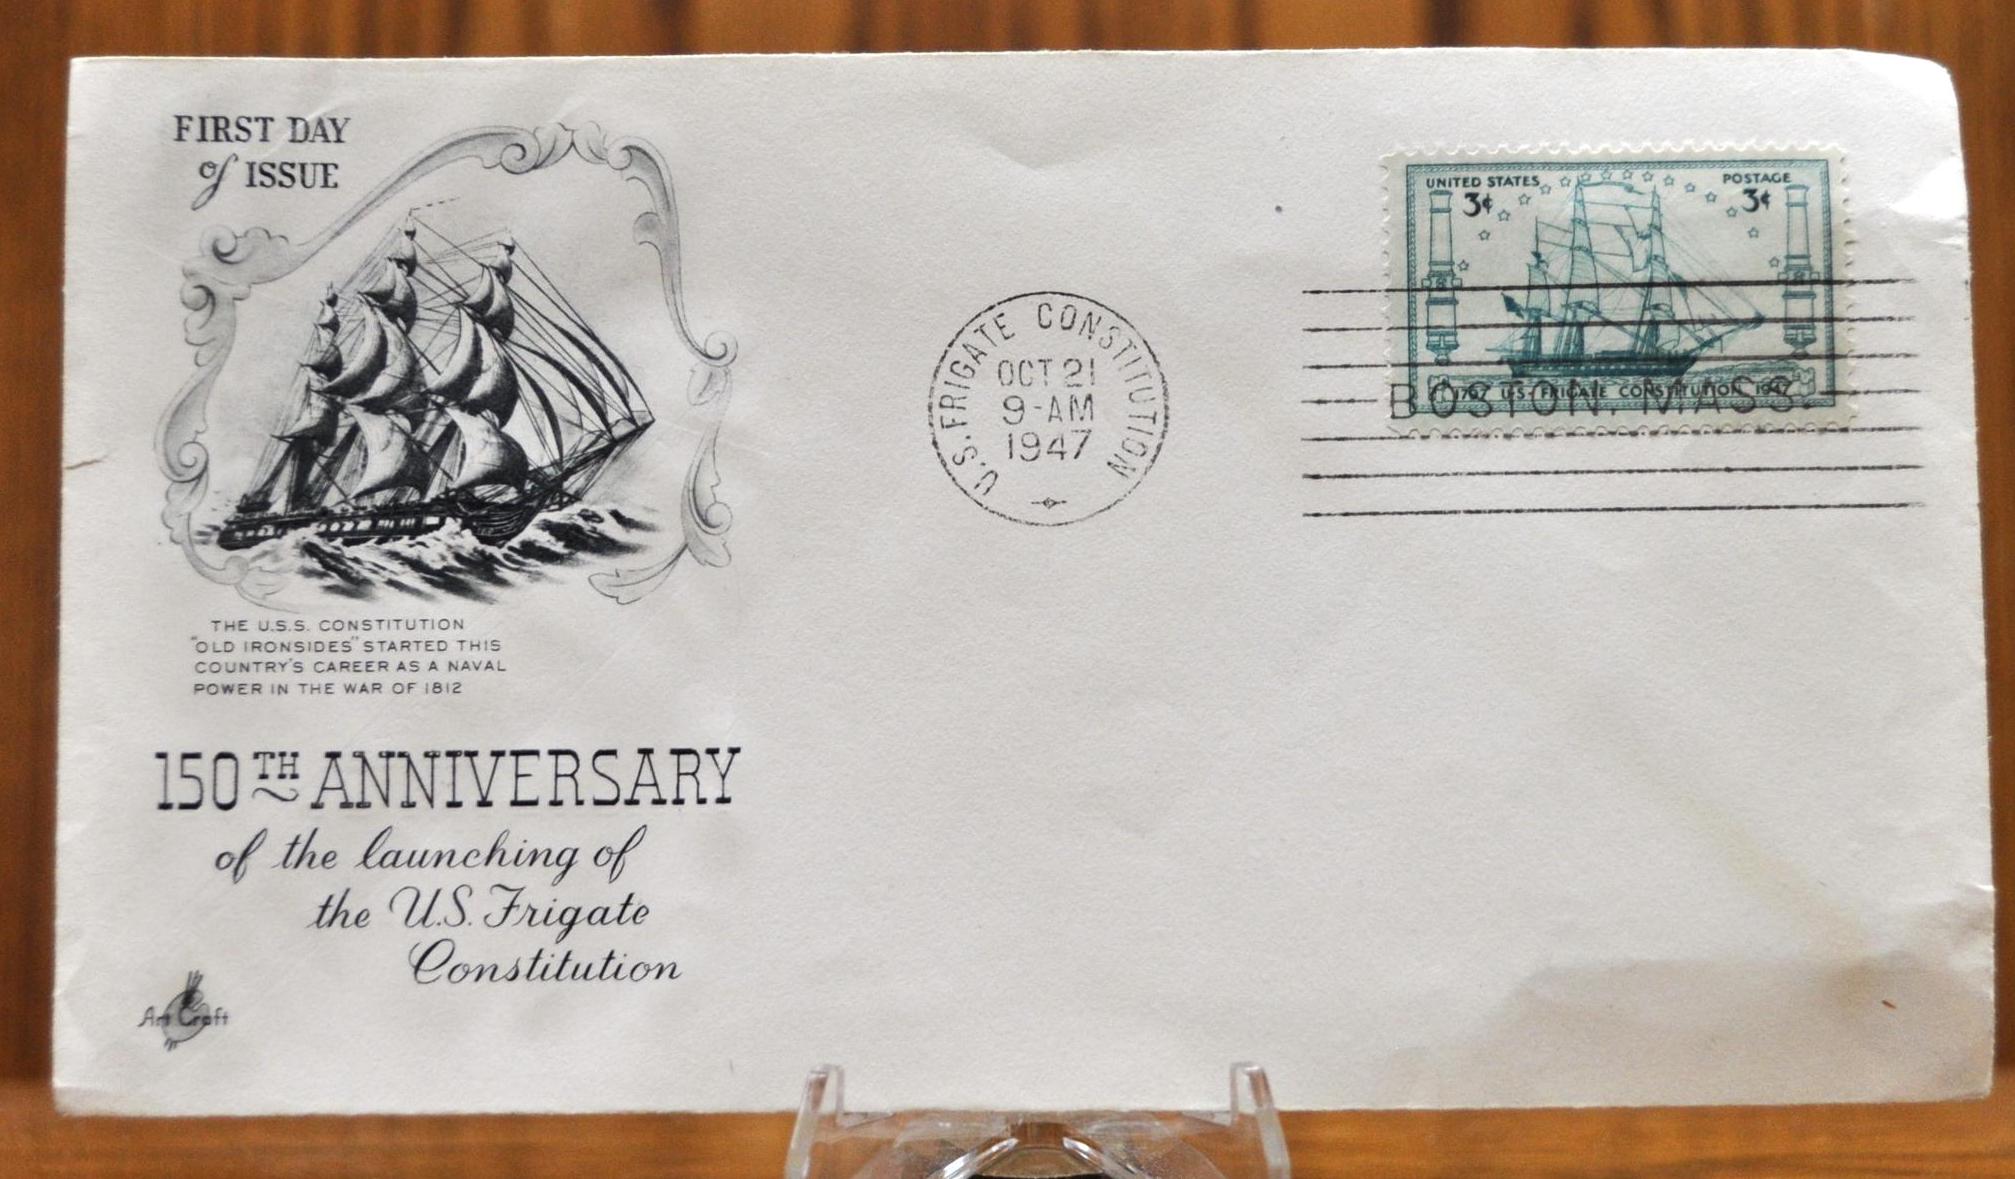 FIRST DAY
of ISSUE
THE U.S.S. CONSTITUTION
"OLD IRONSIDES" STARTED THIS
COUNTRY'S CAREER AS A NAVAL
POWER IN THE WAR OF 1812
150TH ANNIVERSARY
of the launching of
the U.S. Frigate
Constitution
Art Craft
U.S. FRIGATE CONSTITUTION
OCT 21
9-AM
1947
UNITED STATES POSTAGE
3¢ 3¢
1797 U·S·FRIGATE CONSTITUTION 1947
BOSTON, MASS.